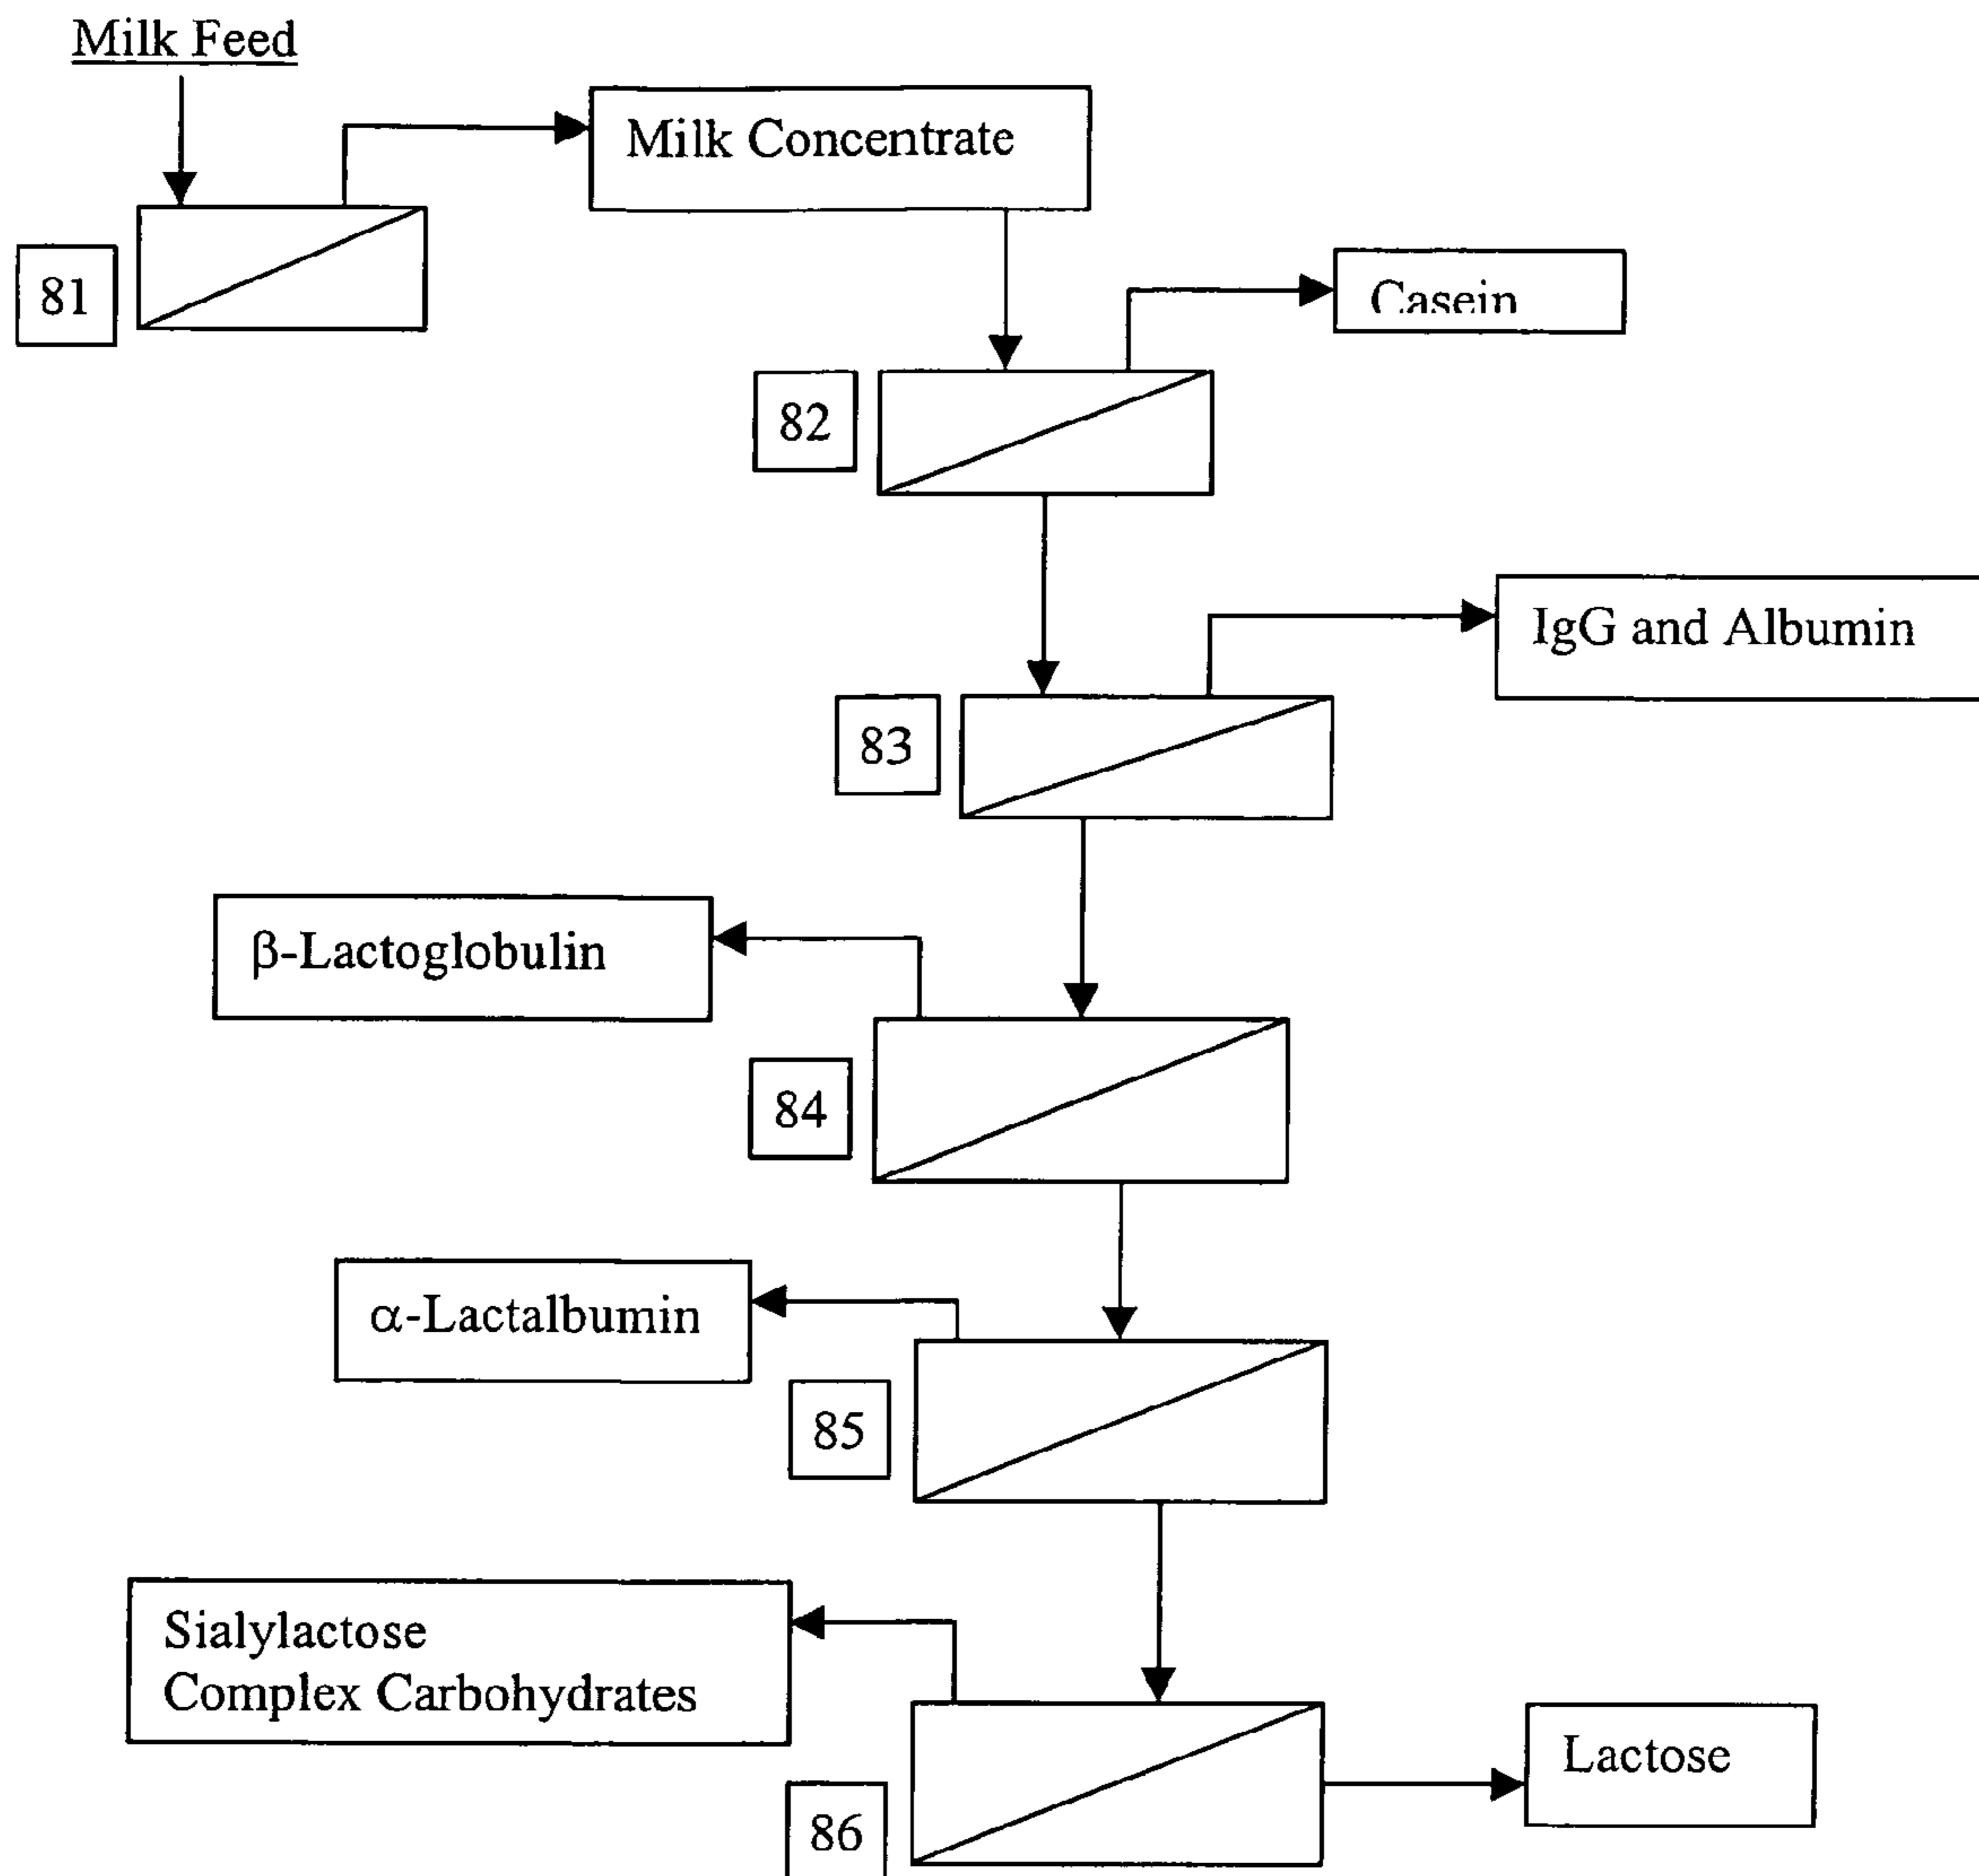 Milk Feed
Milk Concentrate
81
Casein
82
IgG and Albumin
83
β-Lactoglobulin
84
α-Lactalbumin
85
Sialylactose
Complex Carbohydrates
Lactose
86